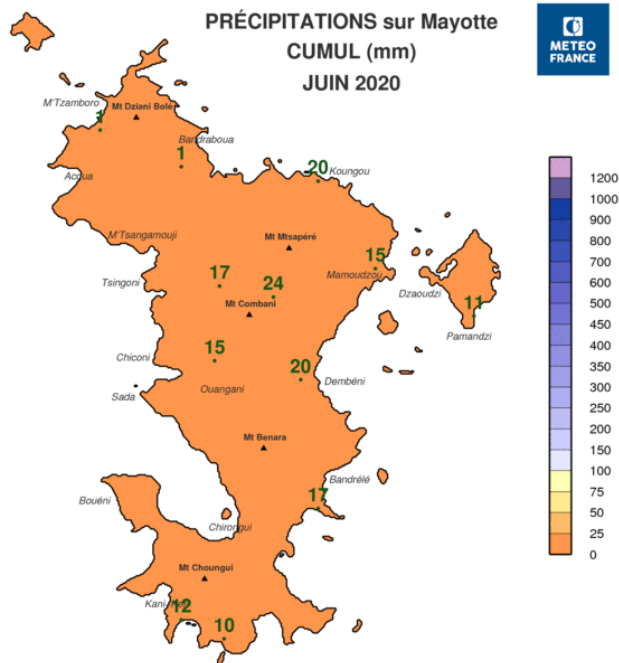 PRÉCIPITATIONS sur Mayotte
CUMUL (mm)
JUIN 2020
METEO
FRANCE
M'Tzamboro
Mt Dziani Bolé
1
Bandraboua
1
Acoua
20
Koungou
M'Tsangamouji
Mt Mtsapéré
15
Mamoudzou
Tsingoni
17
24
Mt Combani
Dzaoudzi
11
Pamandzi
Chiconi
15
20
Dembéni
Ouangani
Sada
Mt Benara
Bandrélé
17
Bouéni
Chirongui
Mt Choungui
12
10
1200
1000
900
800
700
600
500
450
400
350
300
250
200
150
100
75
50
25
0